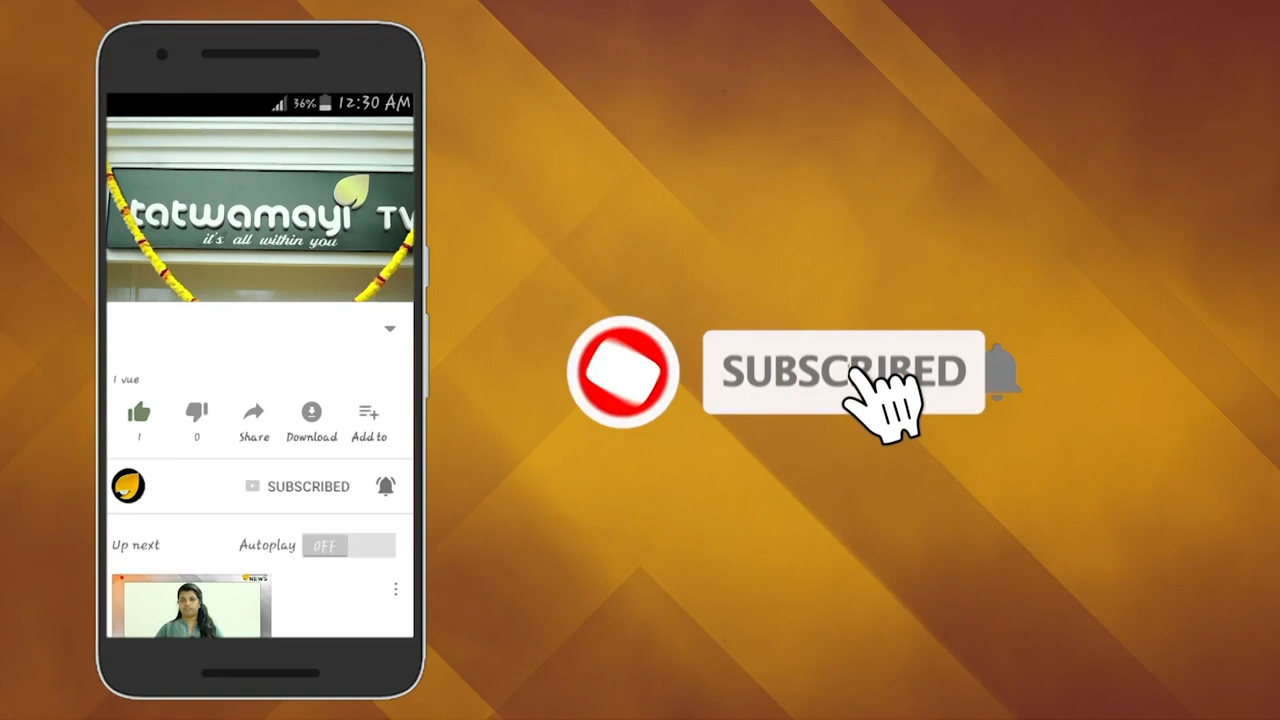 36% 12:30 AM
tatwamayi TV
it's all within you
1 vue
1 0 Share Download Add to
SUBSCRIBED
Up next Autoplay OFF
NEWS
SUBSCRIBED